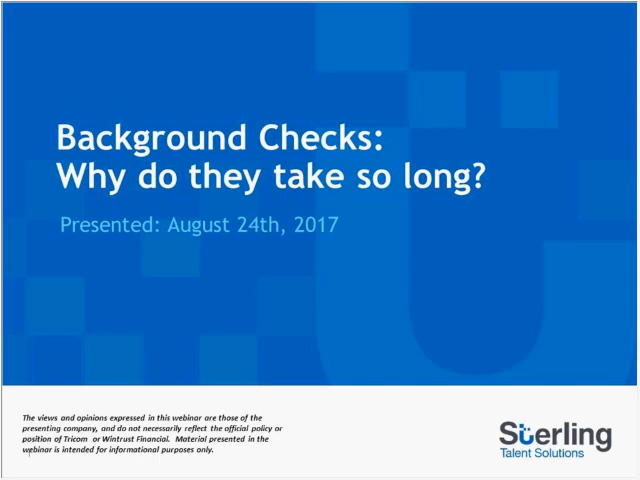 Background Checks:
Why do they take so long?
Presented: August 24th, 2017
The views and opinions expressed in this webinar are those of the
presenting company, and do not necessarily reflect the official policy or
position of Tricom or Wintrust Financial. Material presented in the
webinar is intended for informational purposes only.
Sterling
Talent Solutions